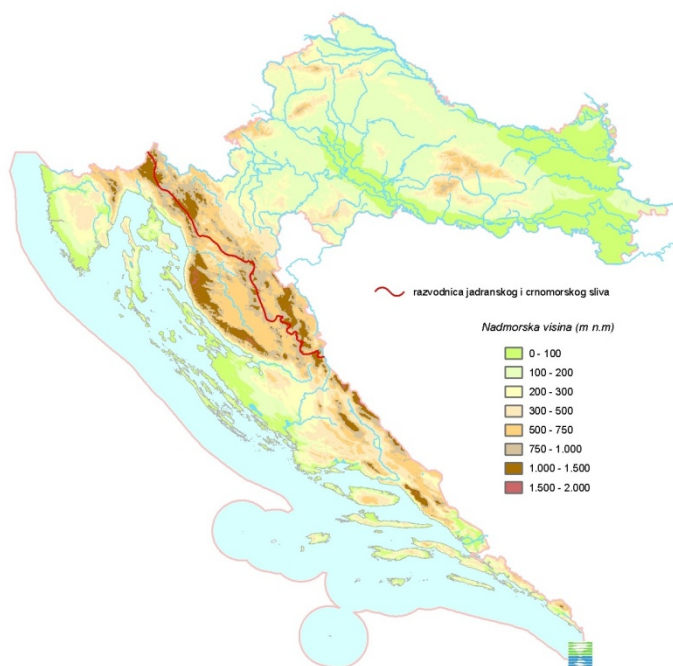 razvodnica jadranskog i crnomorskog sliva
Nadmorska visina (m n.m)
0 - 100
100 - 200
200 - 300
300 - 500
500 - 750
750 - 1.000
1.000 - 1.500
1.500 - 2.000